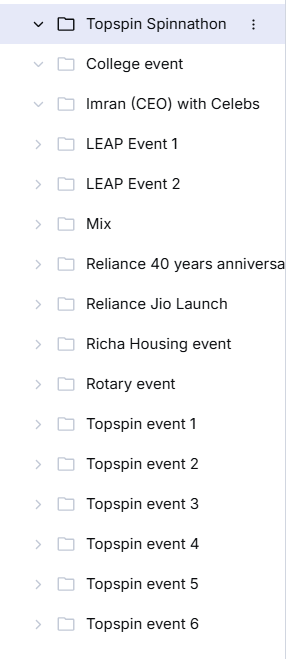 Topspin Spinnathon
College event
Imran (CEO) with Celebs
LEAP Event 1
LEAP Event 2
Mix
Reliance 40 years anniversa
Reliance Jio Launch
Richa Housing event
Rotary event
Topspin event 1
Topspin event 2
Topspin event 3
Topspin event 4
Topspin event 5
Topspin event 6